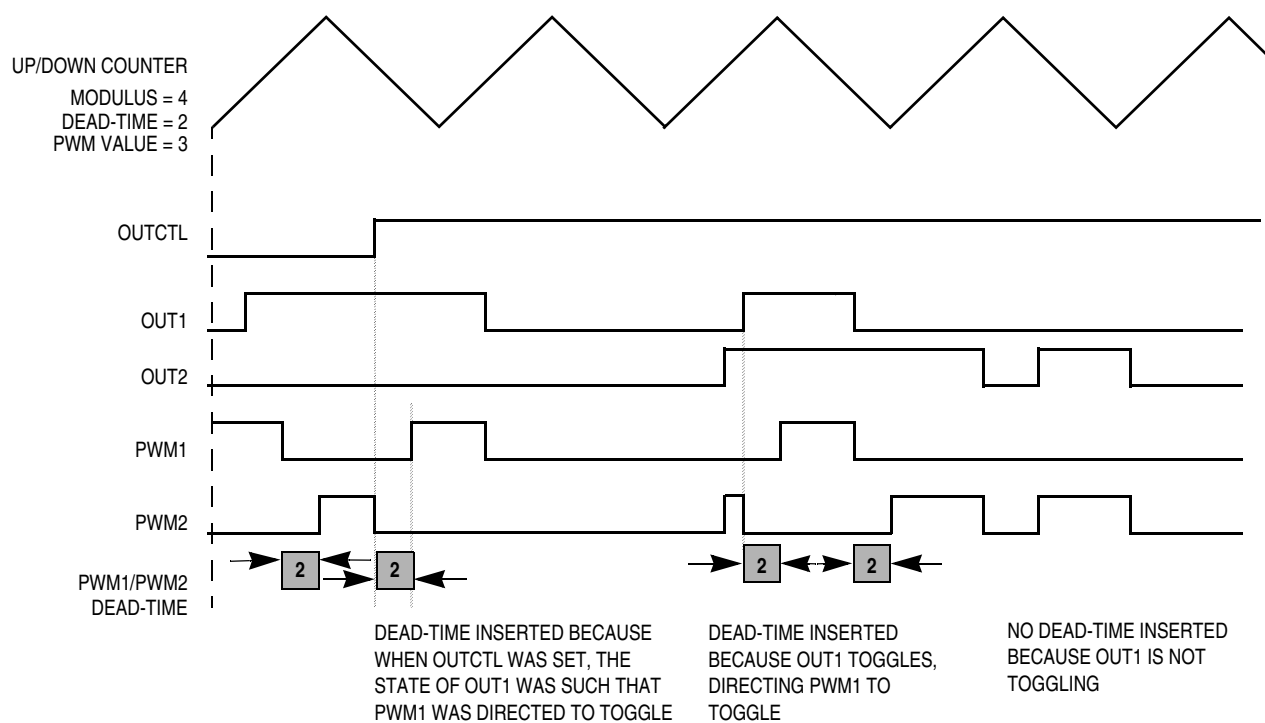 UP/DOWN COUNTER
MODULUS = 4
DEAD-TIME = 2
PWM VALUE = 3
OUTCTL
OUT1
OUT2
PWM1
PWM2
PWM1/PWM2
DEAD-TIME
2
2
2
2
DEAD-TIME INSERTED BECAUSE
WHEN OUTCTL WAS SET, THE
STATE OF OUT1 WAS SUCH THAT
PWM1 WAS DIRECTED TO TOGGLE
DEAD-TIME INSERTED
BECAUSE OUT1 TOGGLES,
DIRECTING PWM1 TO
TOGGLE
NO DEAD-TIME INSERTED
BECAUSE OUT1 IS NOT
TOGGLING